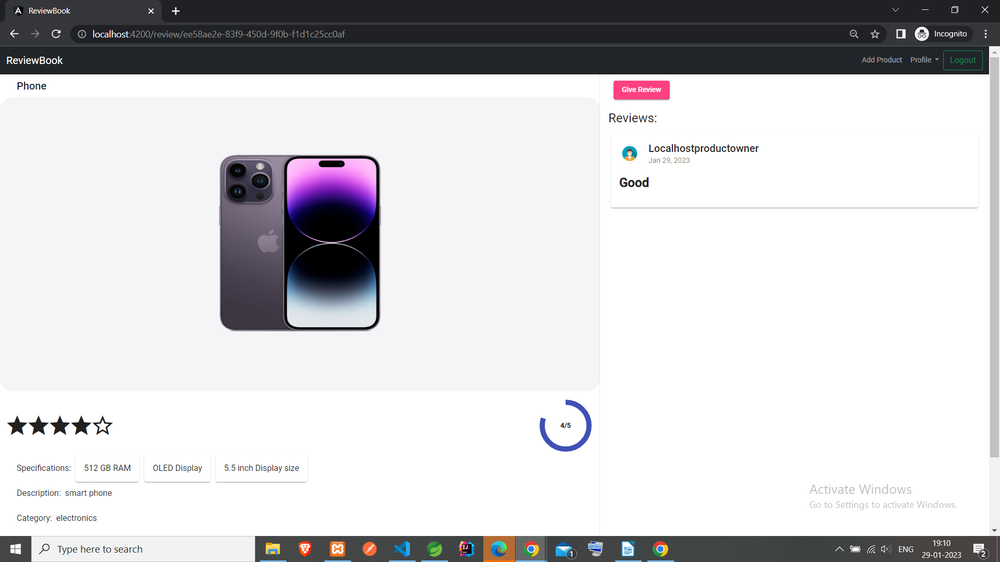 ReviewBook
localhost:4200/review/ee58ae2e-83f9-450d-9f0b-f1d1c25cc0af
Incognito
ReviewBook
Add Product
Profile
Logout
Phone
Give Review
Reviews:
Localhostproductowner
Jan 29, 2023
Good
4/5
Specifications:
512 GB RAM
OLED Display
5.5 inch Display size
Description: smart phone
Category: electronics
Activate Windows
Go to Settings to activate Windows.
Type here to search
1
ENG
19:10
29-01-2023
2